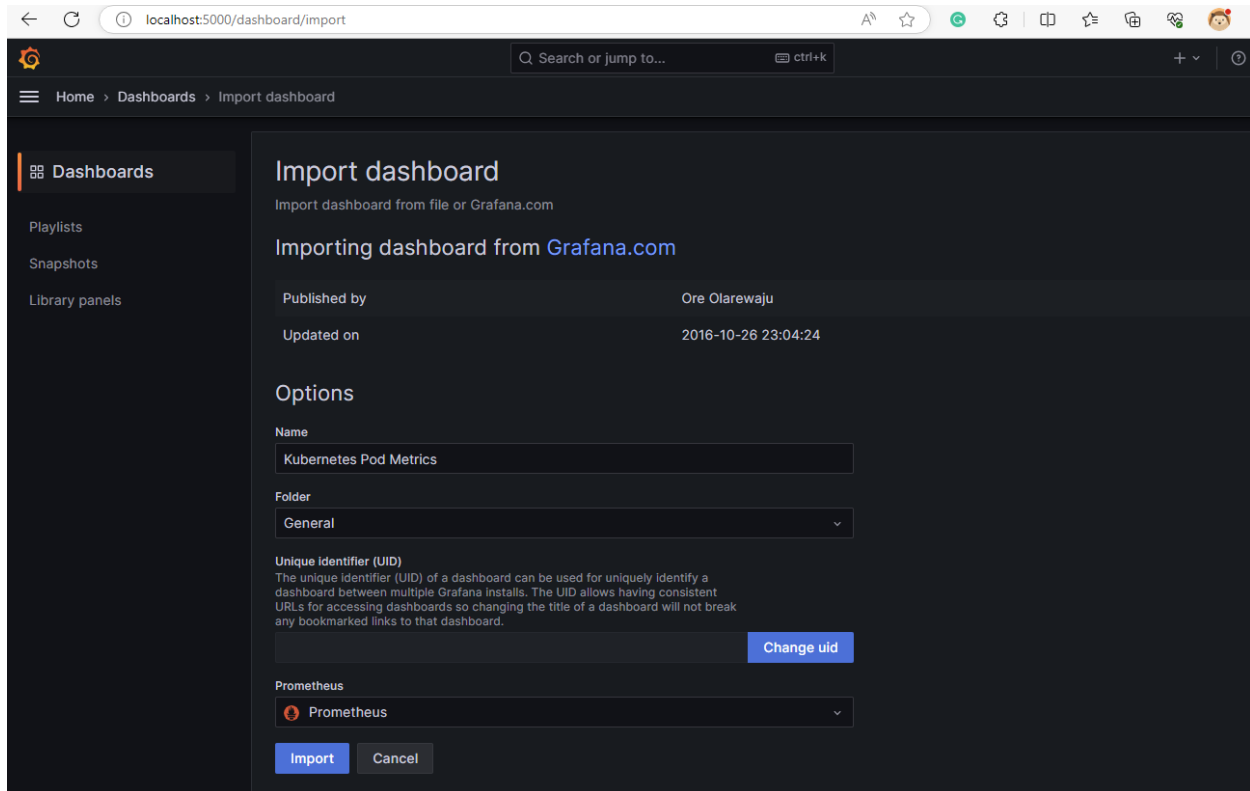 localhost:5000/dashboard/import
Search or jump to... ctrl+k
Home › Dashboards › Import dashboard
Dashboards
Playlists
Snapshots
Library panels
Import dashboard
Import dashboard from file or Grafana.com
Importing dashboard from Grafana.com
Published by Ore Olarewaju
Updated on 2016-10-26 23:04:24
Options
Name
Kubernetes Pod Metrics
Folder
General
Unique identifier (UID)
The unique identifier (UID) of a dashboard can be used for uniquely identify a
dashboard between multiple Grafana installs. The UID allows having consistent
URLs for accessing dashboards so changing the title of a dashboard will not break
any bookmarked links to that dashboard.
Change uid
Prometheus
Prometheus
Import Cancel